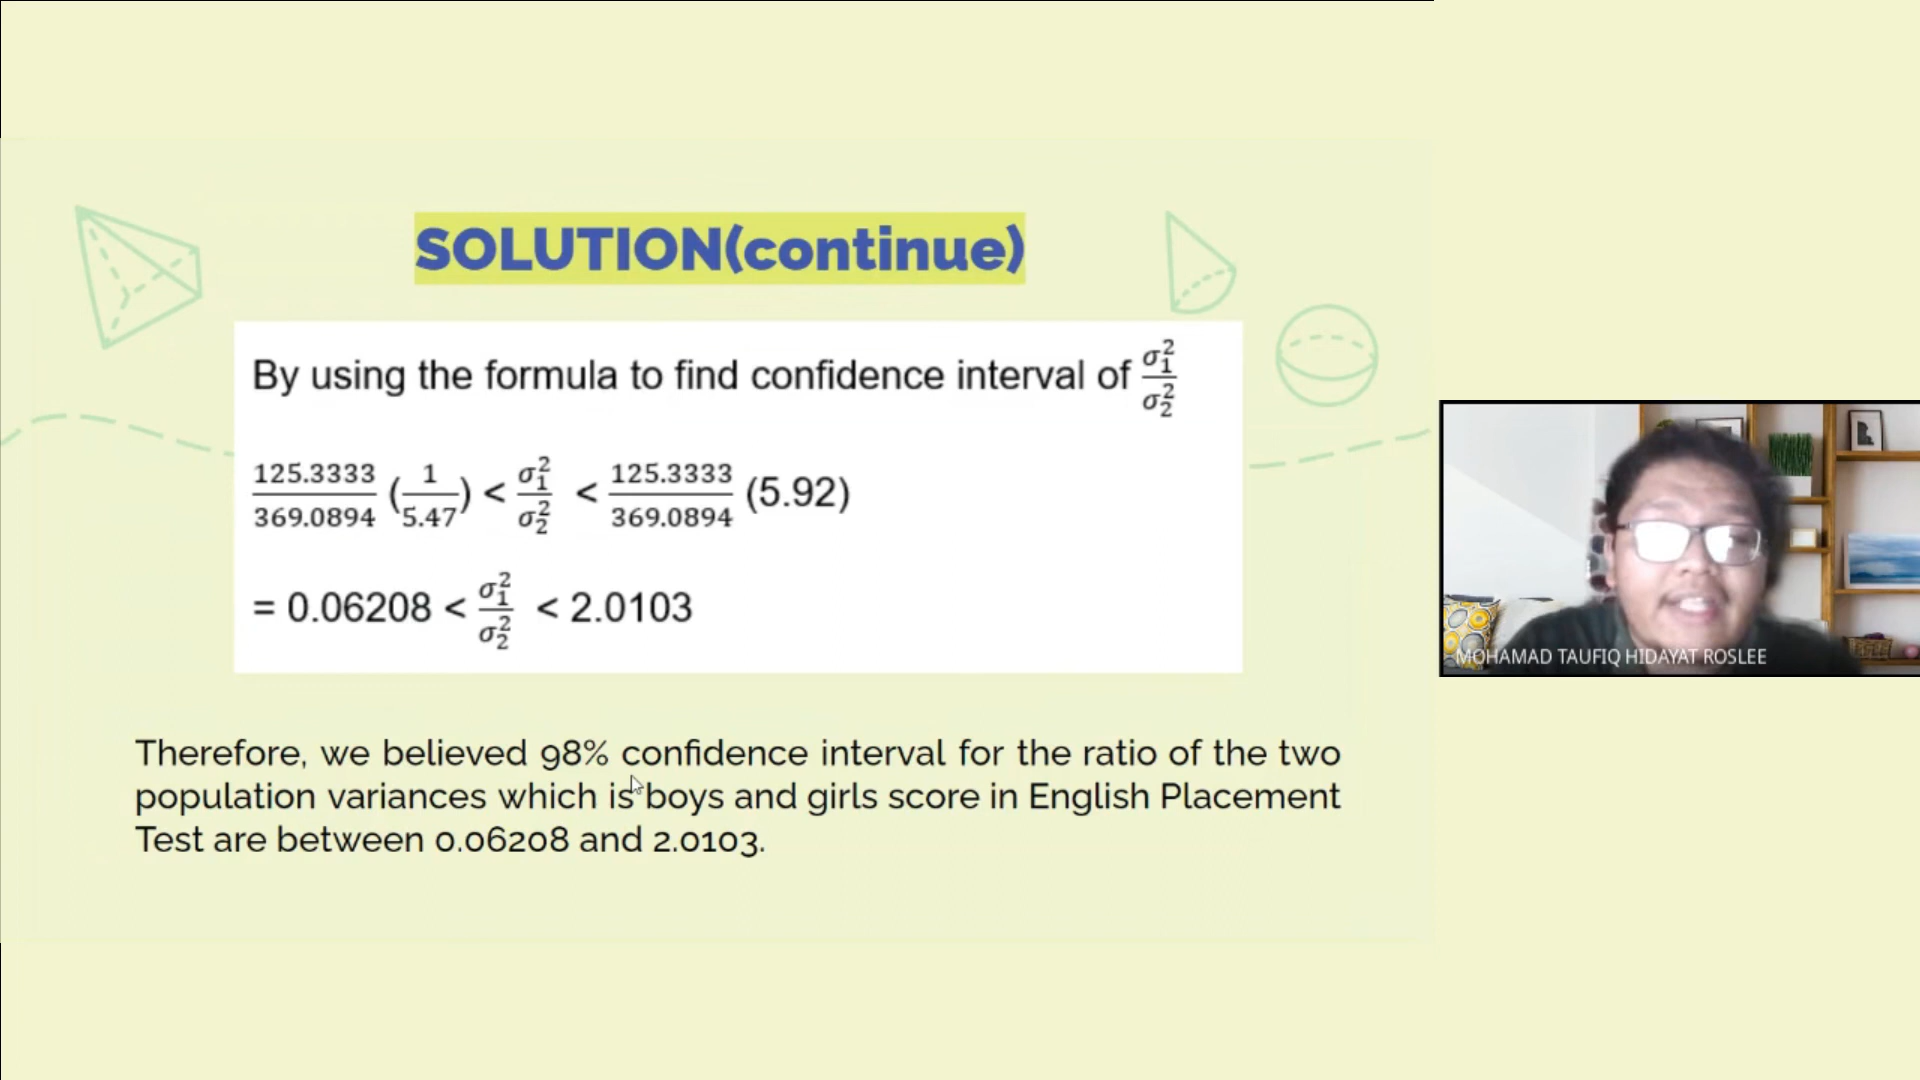 SOLUTION(continue)
By using the formula to find confidence interval of σ₁²/σ₂²
125.3333/369.0894 (1/5.47) < σ₁²/σ₂² < 125.3333/369.0894 (5.92)
= 0.06208 < σ₁²/σ₂² < 2.0103
Therefore, we believed 98% confidence interval for the ratio of the two
population variances which is boys and girls score in English Placement
Test are between 0.06208 and 2.0103.
MOHAMAD TAUFIQ HIDAYAT ROSLEE